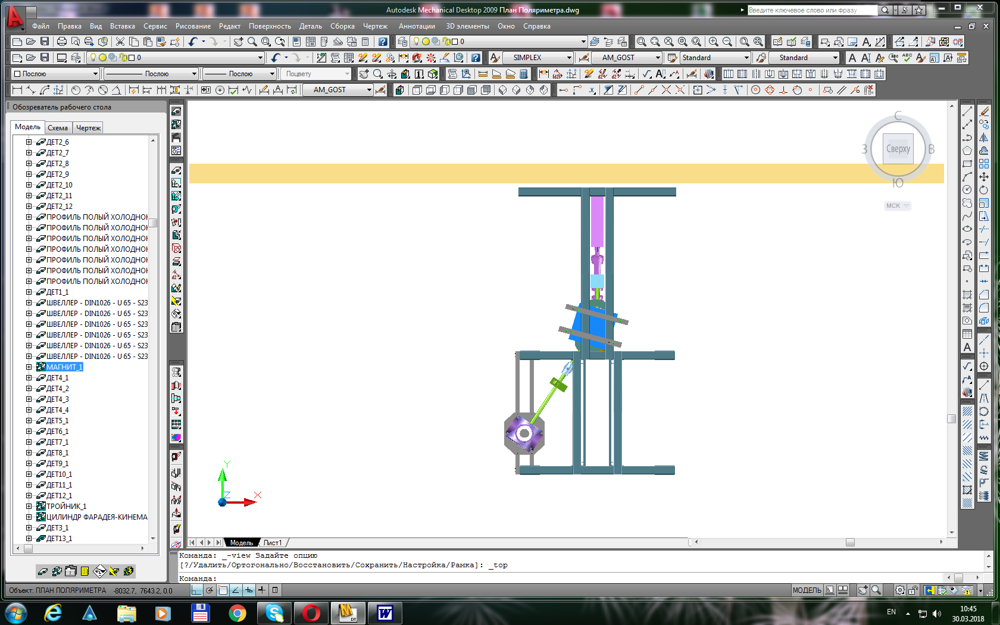 Autodesk Mechanical Desktop 2009 План Поляриметра.dwg
Введите ключевое слово или фразу
Файл Правка Вид Вставка Сервис Рисование Редакт Поверхность Деталь Сборка Чертеж Аннотации 3D элементы Окно Справка
0
0 SIMPLEX AM_GOST Standard Standard
Послою Послою Послою Поцвету
AM_GOST
Обозреватель рабочего стола
Модель Схема Чертеж
ДЕТ2_6
ДЕТ2_7
ДЕТ2_8
ДЕТ2_9
ДЕТ2_10
ДЕТ2_11
ДЕТ2_12
ПРОФИЛЬ ПОЛЫЙ ХОЛОДНОК
ПРОФИЛЬ ПОЛЫЙ ХОЛОДНОК
ПРОФИЛЬ ПОЛЫЙ ХОЛОДНОК
ПРОФИЛЬ ПОЛЫЙ ХОЛОДНОК
ПРОФИЛЬ ПОЛЫЙ ХОЛОДНОК
ПРОФИЛЬ ПОЛЫЙ ХОЛОДНОК
ПРОФИЛЬ ПОЛЫЙ ХОЛОДНОК
ДЕТ1_1
ШВЕЛЛЕР - DIN1026 - U 65 - S23
ШВЕЛЛЕР - DIN1026 - U 65 - S23
ШВЕЛЛЕР - DIN1026 - U 65 - S23
ШВЕЛЛЕР - DIN1026 - U 65 - S23
ШВЕЛЛЕР - DIN1026 - U 65 - S23
ШВЕЛЛЕР - DIN1026 - U 65 - S23
МАГНИТ_1
ДЕТ4_1
ДЕТ4_2
ДЕТ4_3
ДЕТ4_4
ДЕТ5_1
ДЕТ6_1
ДЕТ7_1
ДЕТ8_1
ДЕТ9_1
ДЕТ10_1
ДЕТ11_1
ДЕТ12_1
ТРОЙНИК_1
ЦИЛИНДР ФАРАДЕЯ-КИНЕМА
ДЕТ3_1
ДЕТ13_1
С
З Сверху В
Ю
МСК
Y
Z X
Модель Лист1
Команда: _-view Задайте опцию
[?/Удалить/Ортогонально/Восстановить/Сохранить/Настройка/Рамка]: _top
Команда:
Объект: ПЛАН ПОЛЯРИМЕТРА -8032.7, 7643.2, 0.0 МОДЕЛЬ
EN 10:45
30.03.2018